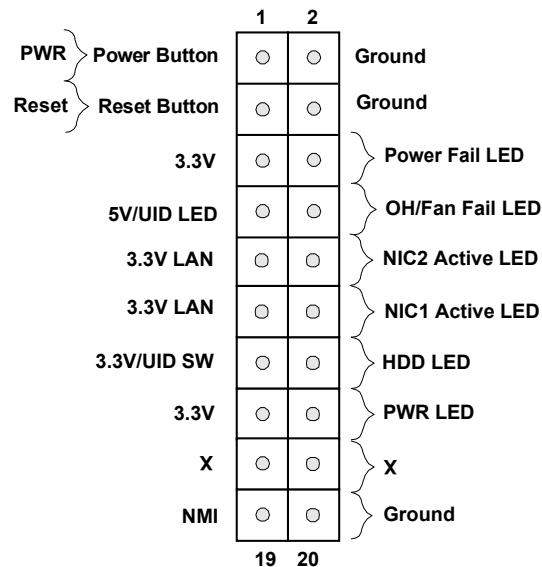 1 2
PWR Power Button Ground
Reset Reset Button Ground
3.3V Power Fail LED
5V/UID LED OH/Fan Fail LED
3.3V LAN NIC2 Active LED
3.3V LAN NIC1 Active LED
3.3V/UID SW HDD LED
3.3V PWR LED
X X
NMI Ground
19 20